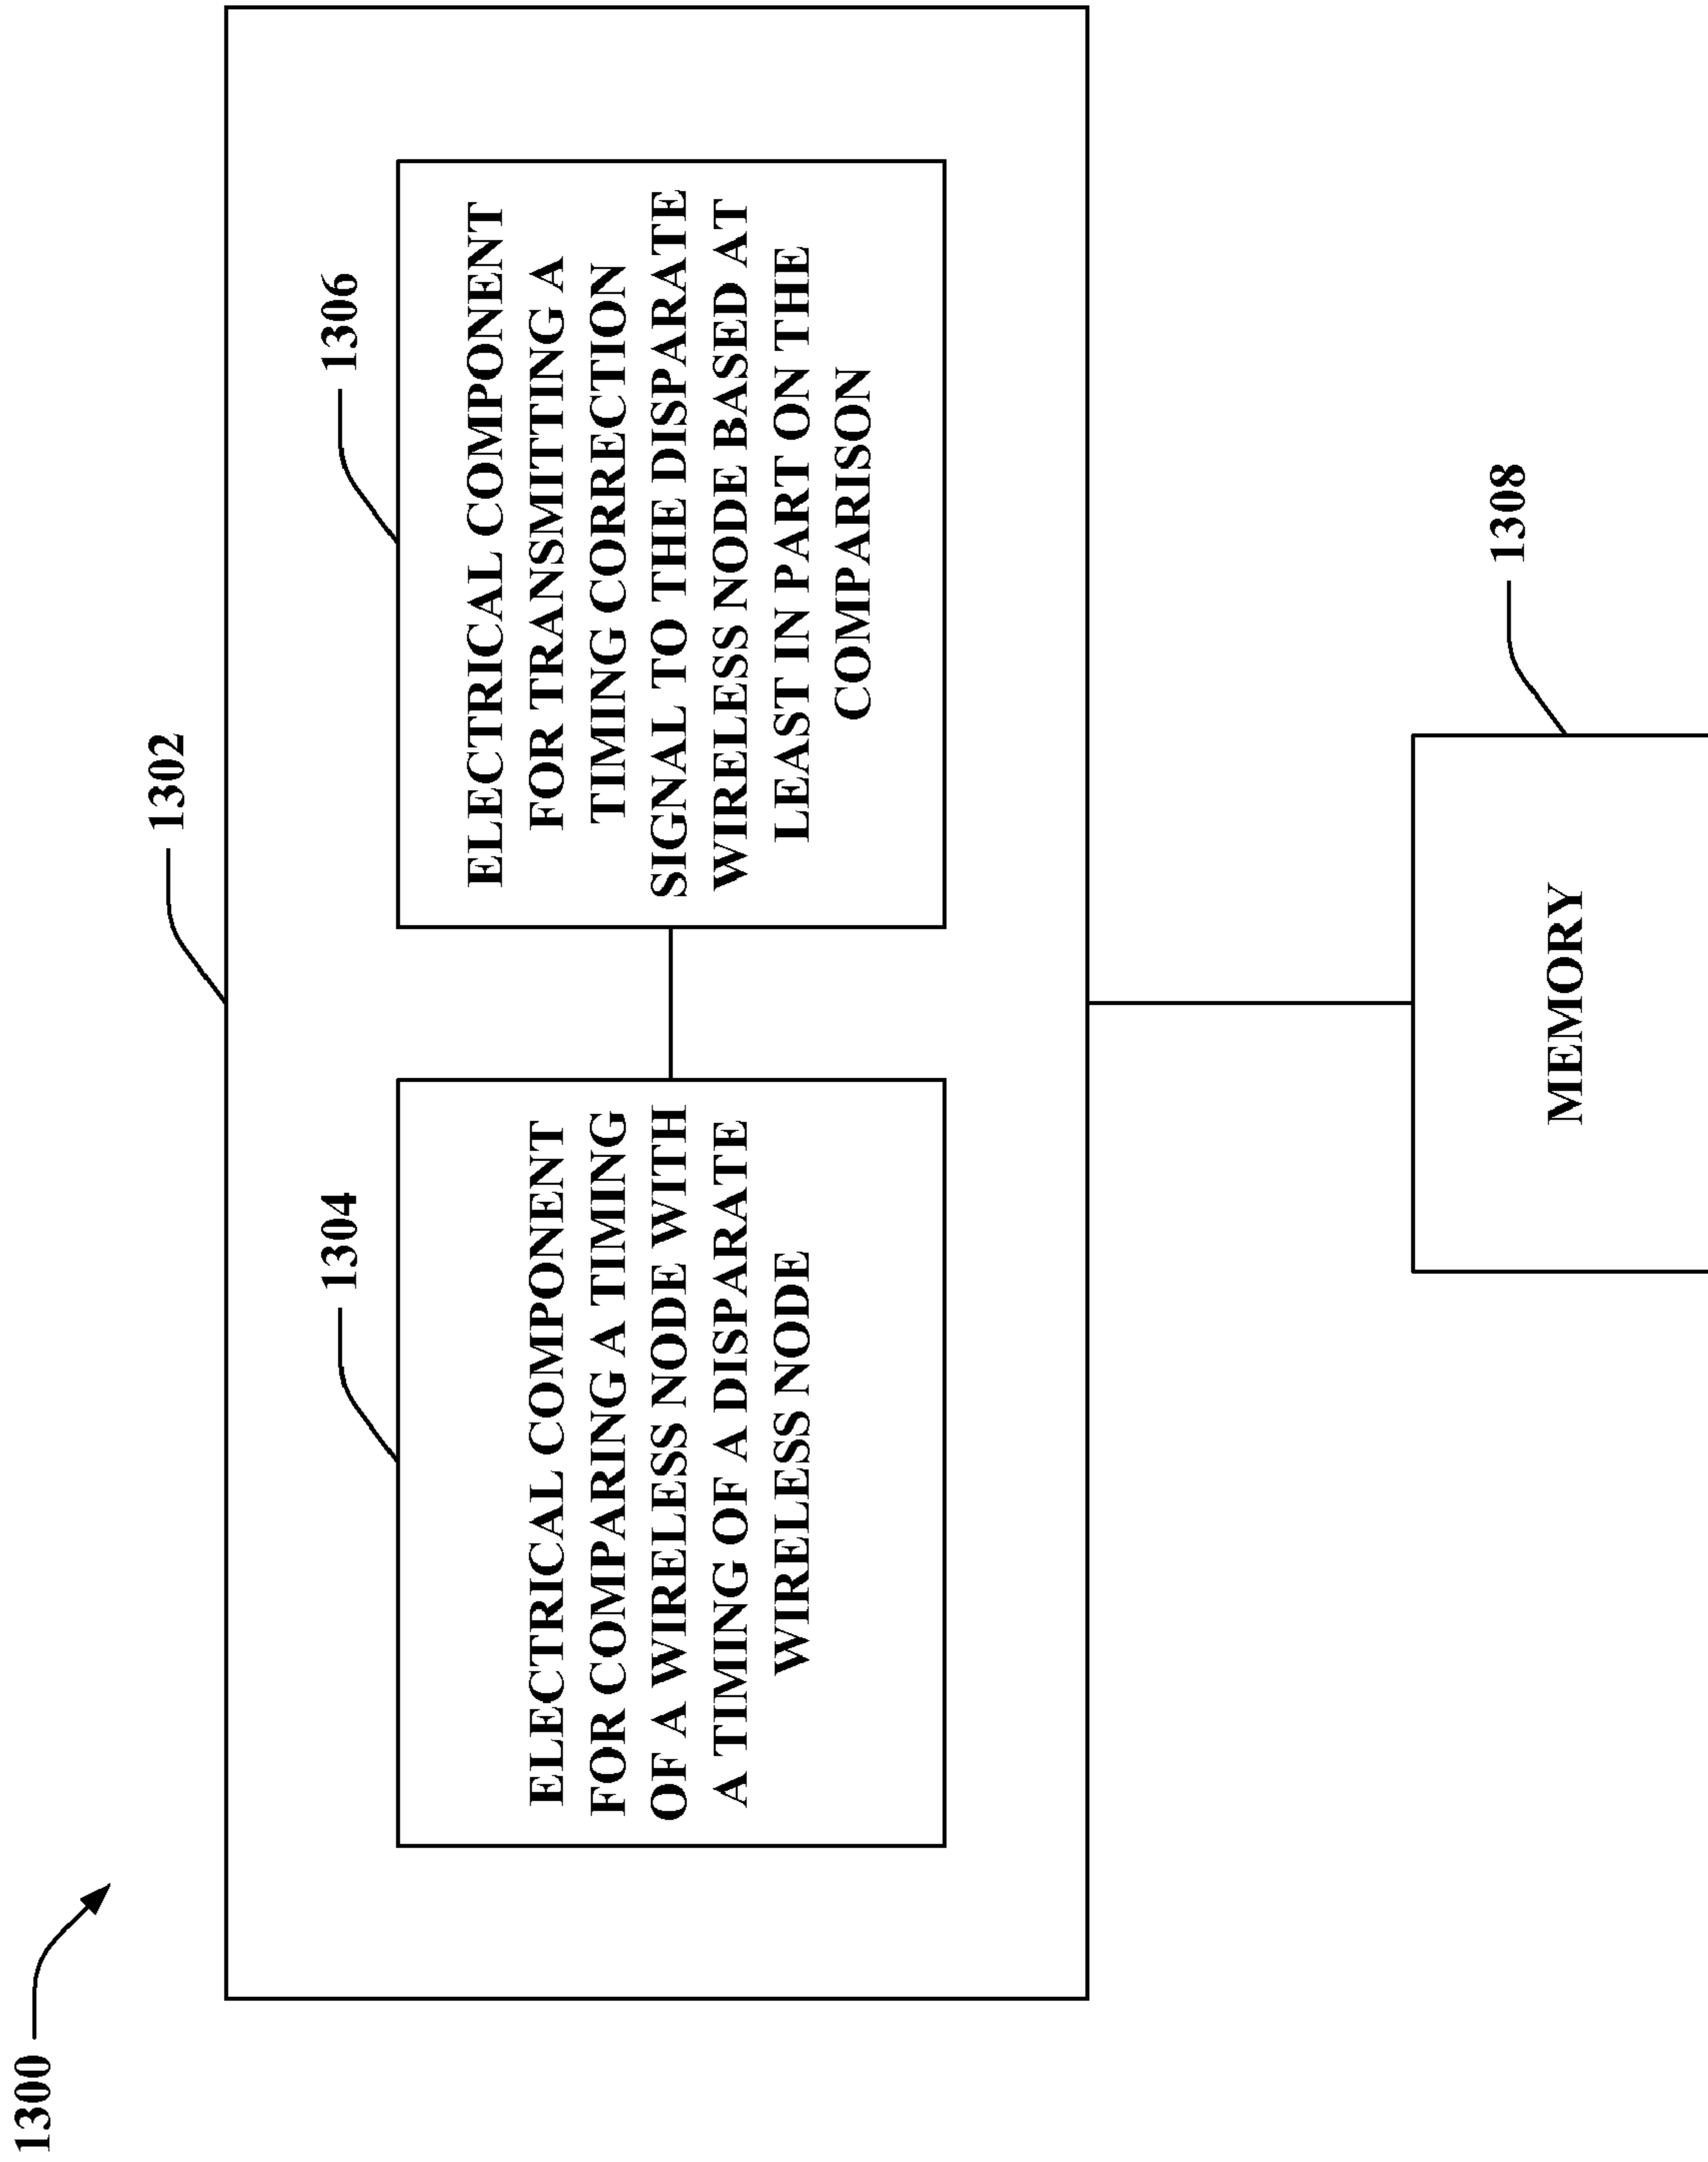 1300
1302
1304
ELECTRICAL COMPONENT
FOR COMPARING A TIMING
OF A WIRELESS NODE WITH
A TIMING OF A DISPARATE
WIRELESS NODE
1306
ELECTRICAL COMPONENT
FOR TRANSMITTING A
TIMING CORRECTION
SIGNAL TO THE DISPARATE
WIRELESS NODE BASED AT
LEAST IN PART ON THE
COMPARISON
1308
MEMORY